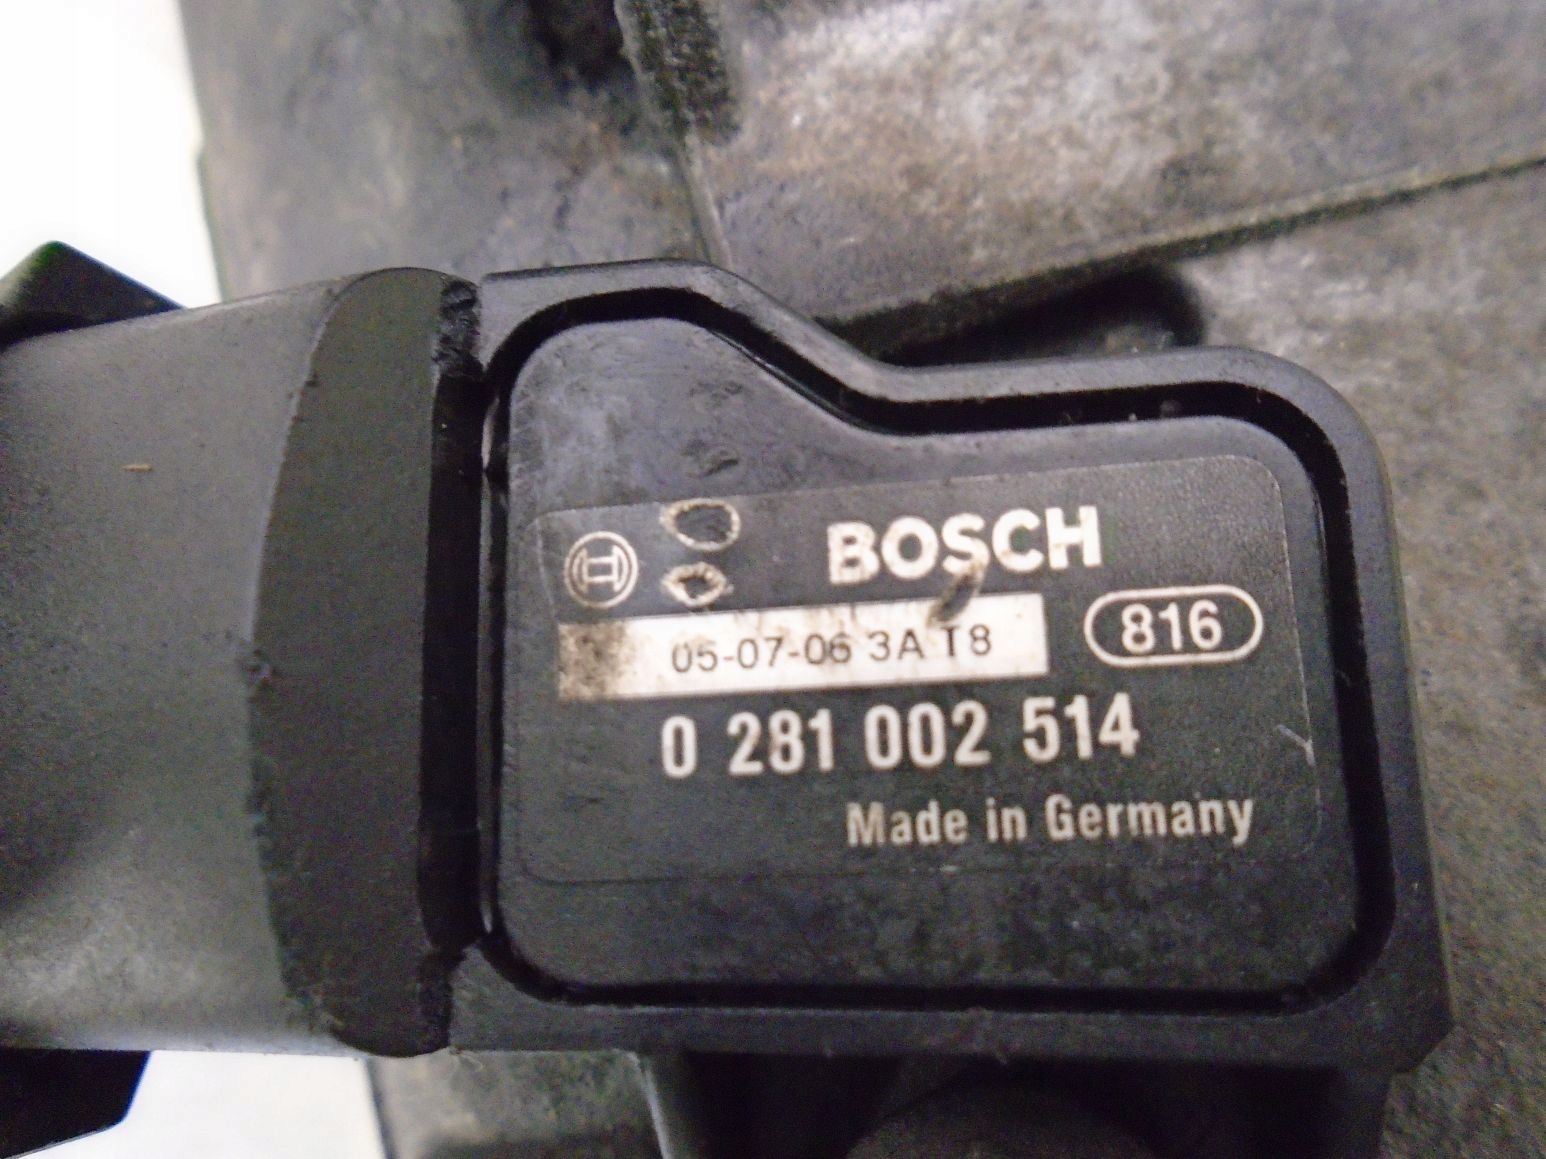 BOSCH
05-07-06 3A T8
816
0 281 002 514
Made in Germany